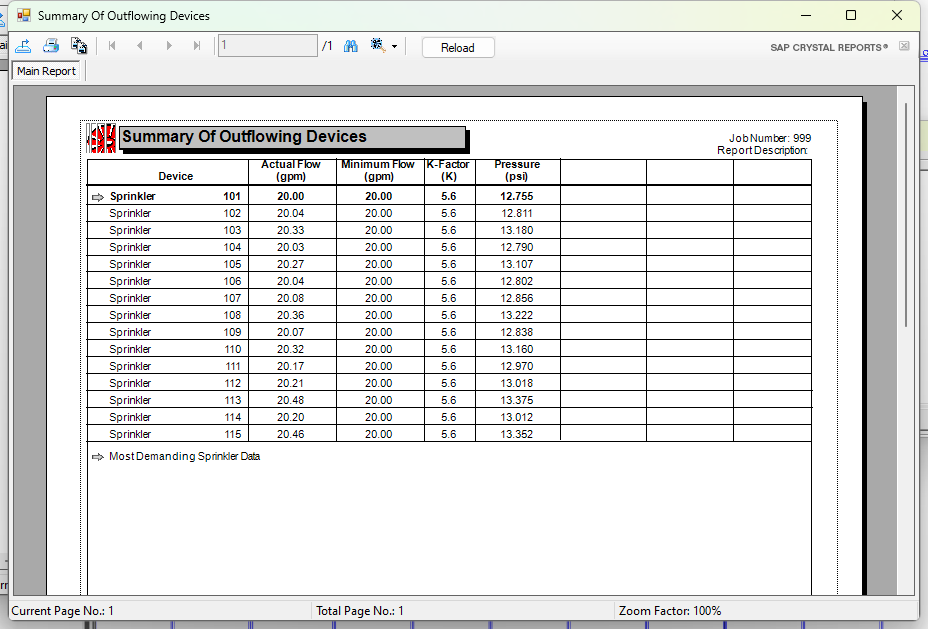 Summary Of Outflowing Devices
1 /1 Reload SAP CRYSTAL REPORTS®
Main Report
Summary Of Outflowing Devices
Job Number: 999
Report Description:
Device Actual Flow (gpm) Minimum Flow (gpm) K-Factor (K) Pressure (psi)
Sprinkler 101 20.00 20.00 5.6 12.755
Sprinkler 102 20.04 20.00 5.6 12.811
Sprinkler 103 20.33 20.00 5.6 13.180
Sprinkler 104 20.03 20.00 5.6 12.790
Sprinkler 105 20.27 20.00 5.6 13.107
Sprinkler 106 20.04 20.00 5.6 12.802
Sprinkler 107 20.08 20.00 5.6 12.856
Sprinkler 108 20.36 20.00 5.6 13.222
Sprinkler 109 20.07 20.00 5.6 12.838
Sprinkler 110 20.32 20.00 5.6 13.160
Sprinkler 111 20.17 20.00 5.6 12.970
Sprinkler 112 20.21 20.00 5.6 13.018
Sprinkler 113 20.48 20.00 5.6 13.375
Sprinkler 114 20.20 20.00 5.6 13.012
Sprinkler 115 20.46 20.00 5.6 13.352
Most Demanding Sprinkler Data
Current Page No.: 1 Total Page No.: 1 Zoom Factor: 100%